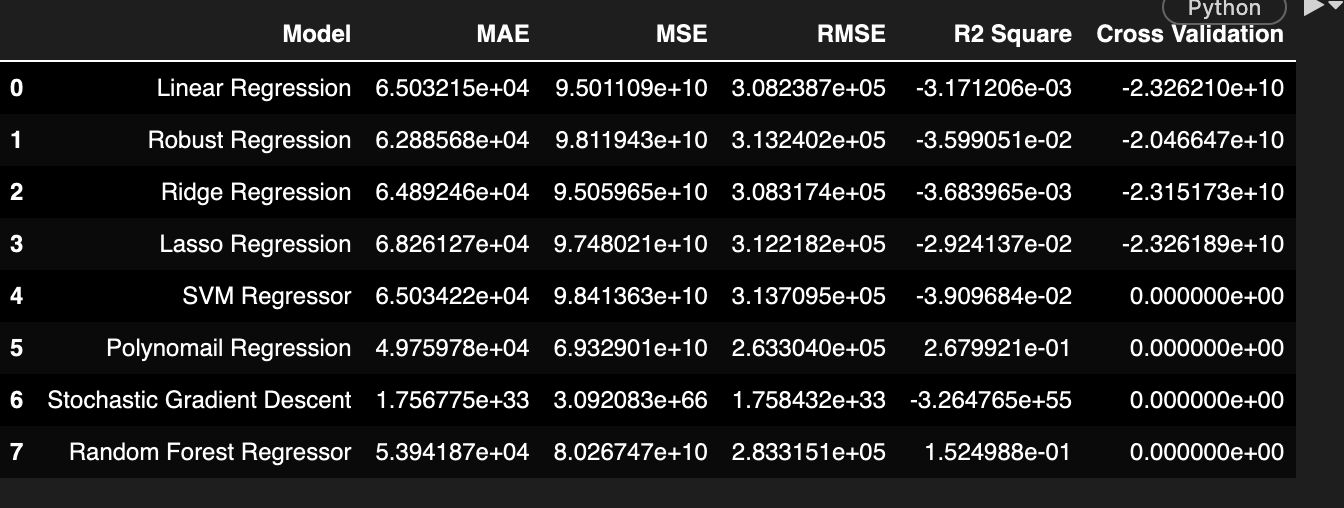 Python
Model MAE MSE RMSE R2 Square Cross Validation
0 Linear Regression 6.503215e+04 9.501109e+10 3.082387e+05 -3.171206e-03 -2.326210e+10
1 Robust Regression 6.288568e+04 9.811943e+10 3.132402e+05 -3.599051e-02 -2.046647e+10
2 Ridge Regression 6.489246e+04 9.505965e+10 3.083174e+05 -3.683965e-03 -2.315173e+10
3 Lasso Regression 6.826127e+04 9.748021e+10 3.122182e+05 -2.924137e-02 -2.326189e+10
4 SVM Regressor 6.503422e+04 9.841363e+10 3.137095e+05 -3.909684e-02 0.000000e+00
5 Polynomail Regression 4.975978e+04 6.932901e+10 2.633040e+05 2.679921e-01 0.000000e+00
6 Stochastic Gradient Descent 1.756775e+33 3.092083e+66 1.758432e+33 -3.264765e+55 0.000000e+00
7 Random Forest Regressor 5.394187e+04 8.026747e+10 2.833151e+05 1.524988e-01 0.000000e+00